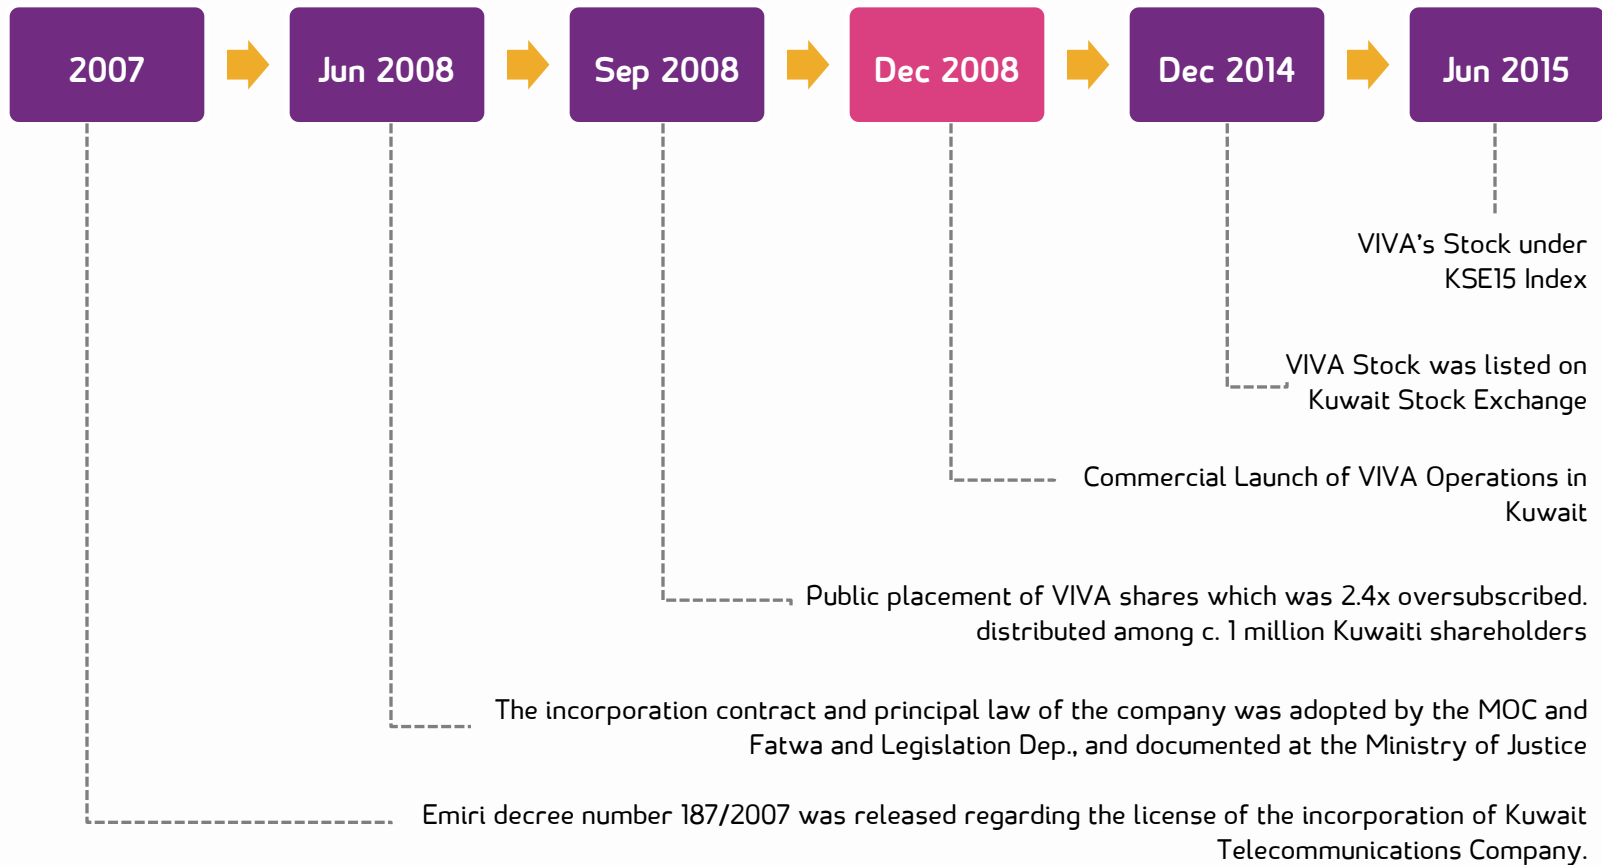 2007
Jun 2008
Sep 2008
Dec 2008
Dec 2014
Jun 2015
VIVA's Stock under
KSE15 Index
VIVA Stock was listed on
Kuwait Stock Exchange
Commercial Launch of VIVA Operations in
Kuwait
Public placement of VIVA shares which was 2.4x oversubscribed.
distributed among c. 1 million Kuwaiti shareholders
The incorporation contract and principal law of the company was adopted by the MOC and
Fatwa and Legislation Dep., and documented at the Ministry of Justice
Emiri decree number 187/2007 was released regarding the license of the incorporation of Kuwait
Telecommunications Company.